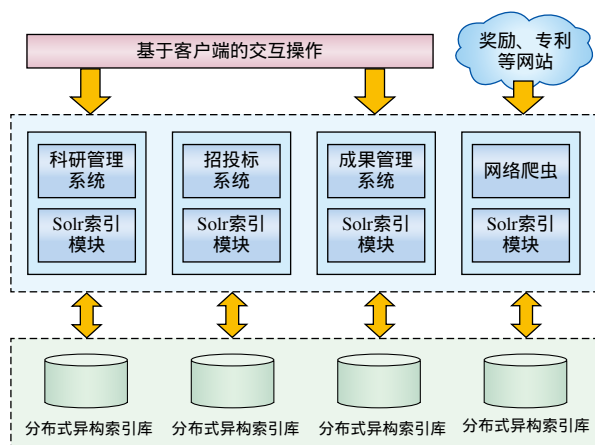 基于客户端的交互操作
奖励、专利
等网站
科研管理
系统
招投标
系统
成果管理
系统
网络爬虫
Solr索引
模块
Solr索引
模块
Solr索引
模块
Solr索引
模块
分布式异构索引库
分布式异构索引库
分布式异构索引库
分布式异构索引库